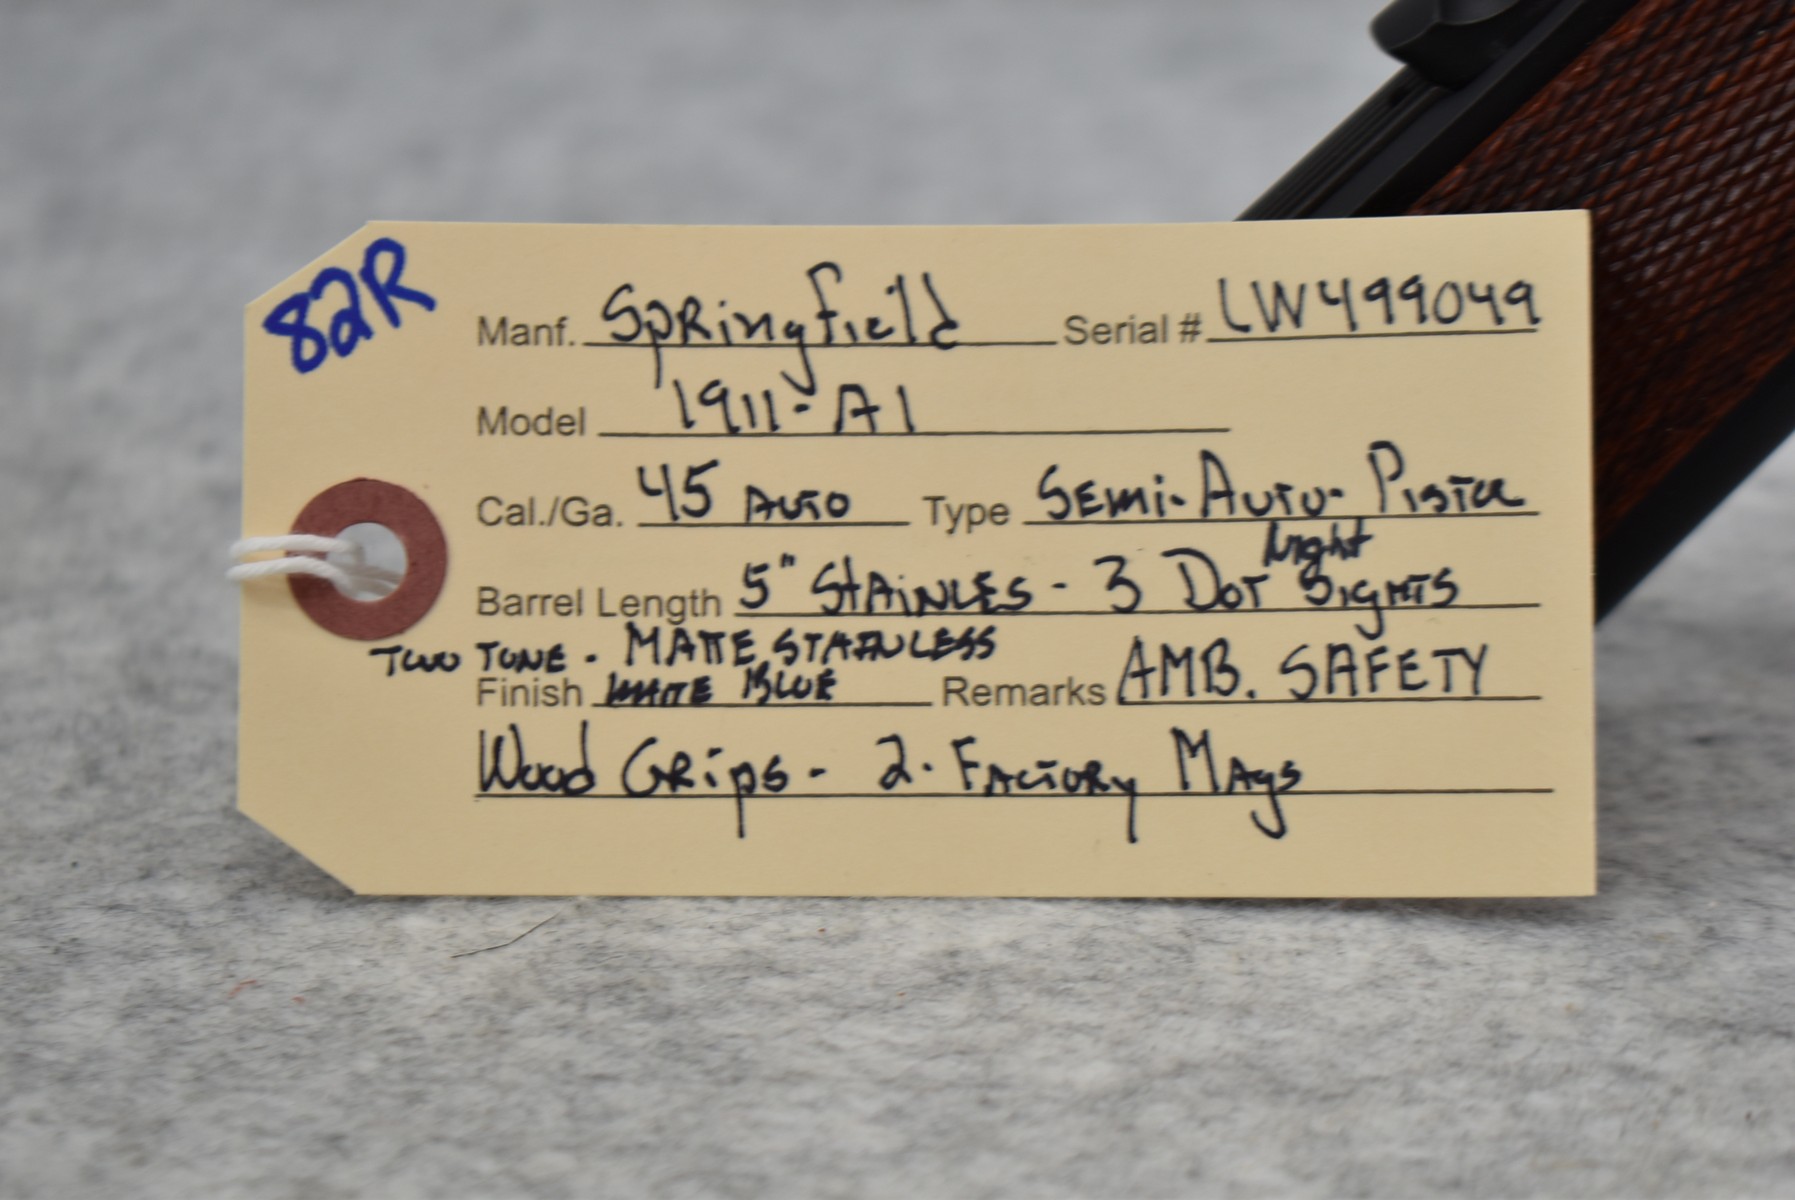 82R
Manf. Springfield Serial # LW499049
Model 1911-A1
Cal./Ga. 45 AUTO Type SEMI-AUTO-PISTOL
Night
Barrel Length 5" STAINLES - 3 DOT SIGHTS
TWO TONE - MATTE STAINLESS
Finish MATTE BLUE Remarks AMB. SAFETY
Wood GRips - 2-FACTORY MAgs